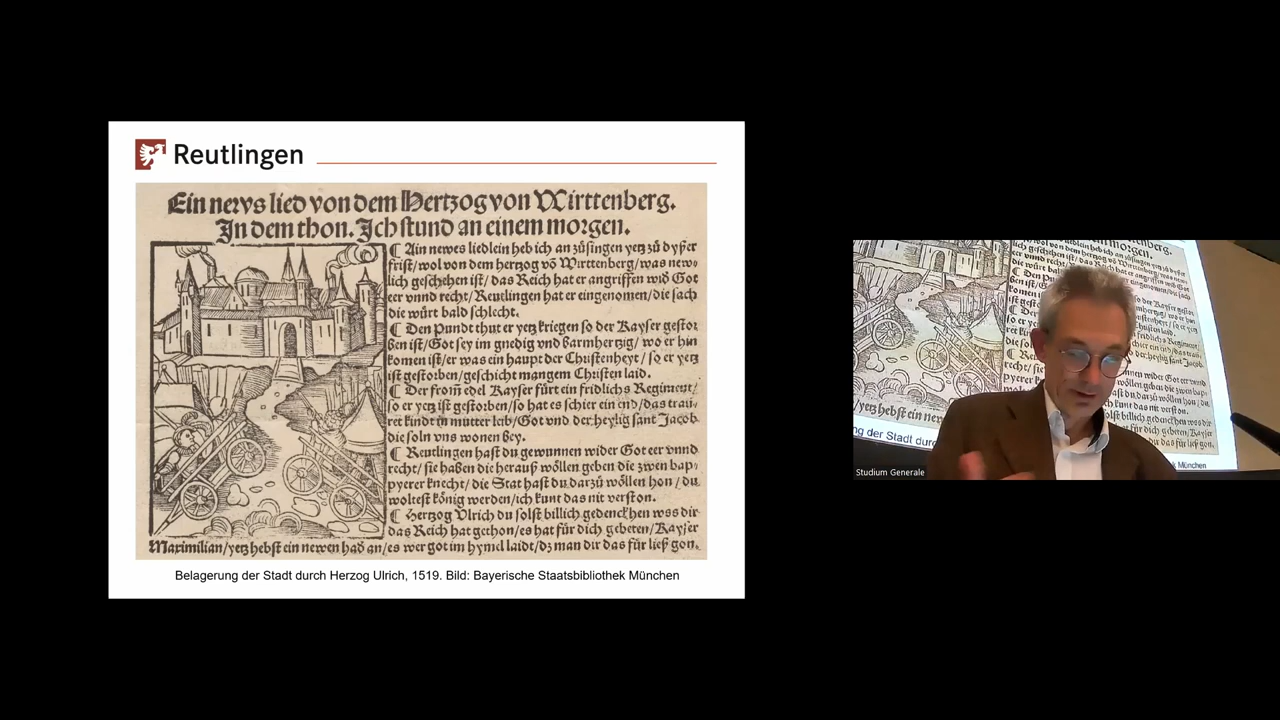 Reutlingen
Ein news lied von dem Hertzog von Wirttenberg.
In dem thon. Ich stund an einem morgen.
¶ Ain newes liedlein heb ich an zů singen yetz zů dyser
frist/wol von dem hertzog vō Wirttenberg/was new⸗
lich geschehen ist/das Reich hat er angriffen wid Got
eer vnnd recht/Reutlingen hat er eingenomen/die sach
die würt bald schlecht.
¶ Den Pundt thut er yetz kriegen so der Kayser gestor
ben ist/Got sey im gnedig vnd barmhertzig/wo er hin
komen ist/er was ein haupt der Christenheyt/so er yetz
ist gestorben/geschicht mangem Christen laid.
¶ Der from̄ edel Kayser fürt ein fridlichs Regiment/
so er yetz ist gestorben/so hat es schier ein end/das trau⸗
ret kindt in mutter leib/Got vnd der heylig sant Jacob
die soln vns wonen bey.
¶ Reutlingen hast du gewunnen wider Got eer vnnd
recht/sie haben die herauß wöllen geben die zwen bap⸗
pyerer knecht/die Stat hast du darzů wöllen hon/du
woltest könig werden/ich kunt das nit verston.
¶ Hertzog Vlrich du solst billich gedencken wss dir
das Reich hat gethon/es hat für dich gebeten/Kayser
Maximilian/yetz hebst ein newen had an/es wer got im hymel laidt/dz man dir das für ließ gon.
Belagerung der Stadt durch Herzog Ulrich, 1519. Bild: Bayerische Staatsbibliothek München
Studium Generale